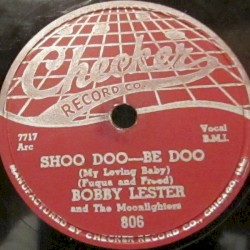 Checker
RECORD CO.
7717
Arc
Vocal
B.M.I.
SHOO DOO—BE DOO
(My Loving Baby)
(Fuqua and Freed)
BOBBY LESTER
and The Moonlighters
806
MANUFACTURED BY CHECKER RECORD CO., CHICAGO, ILL.